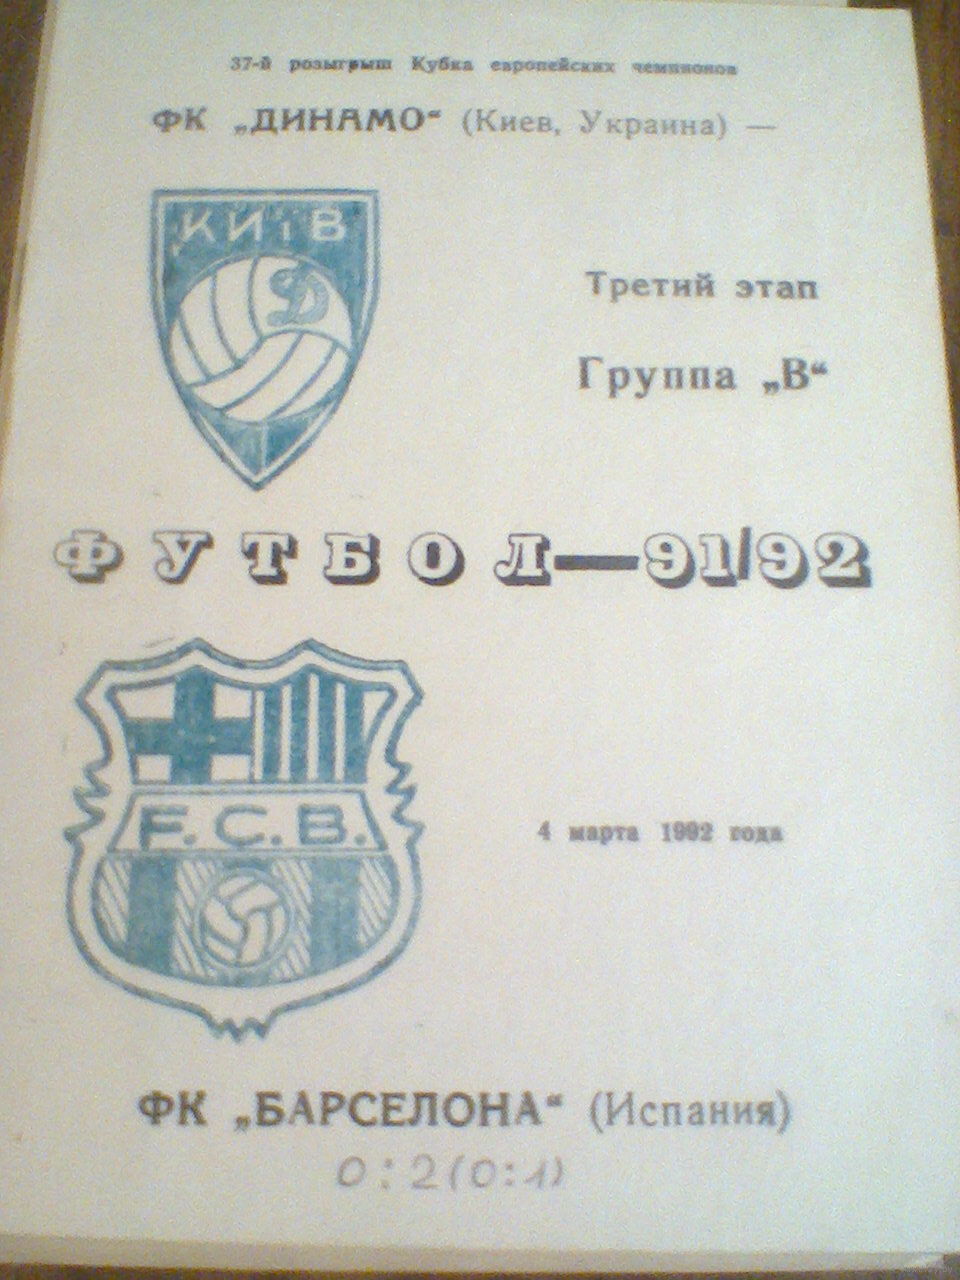 37-й розыгрыш Кубка европейских чемпионов
ФК „ДИНАМО“ (Киев, Украина) —
КИїВ
Д
Третий этап
Группа „В“
ФУТБОЛ—91/92
F.C.B.
4 марта 1992 года
ФК „БАРСЕЛОНА“ (Испания)
0:2(0:1)